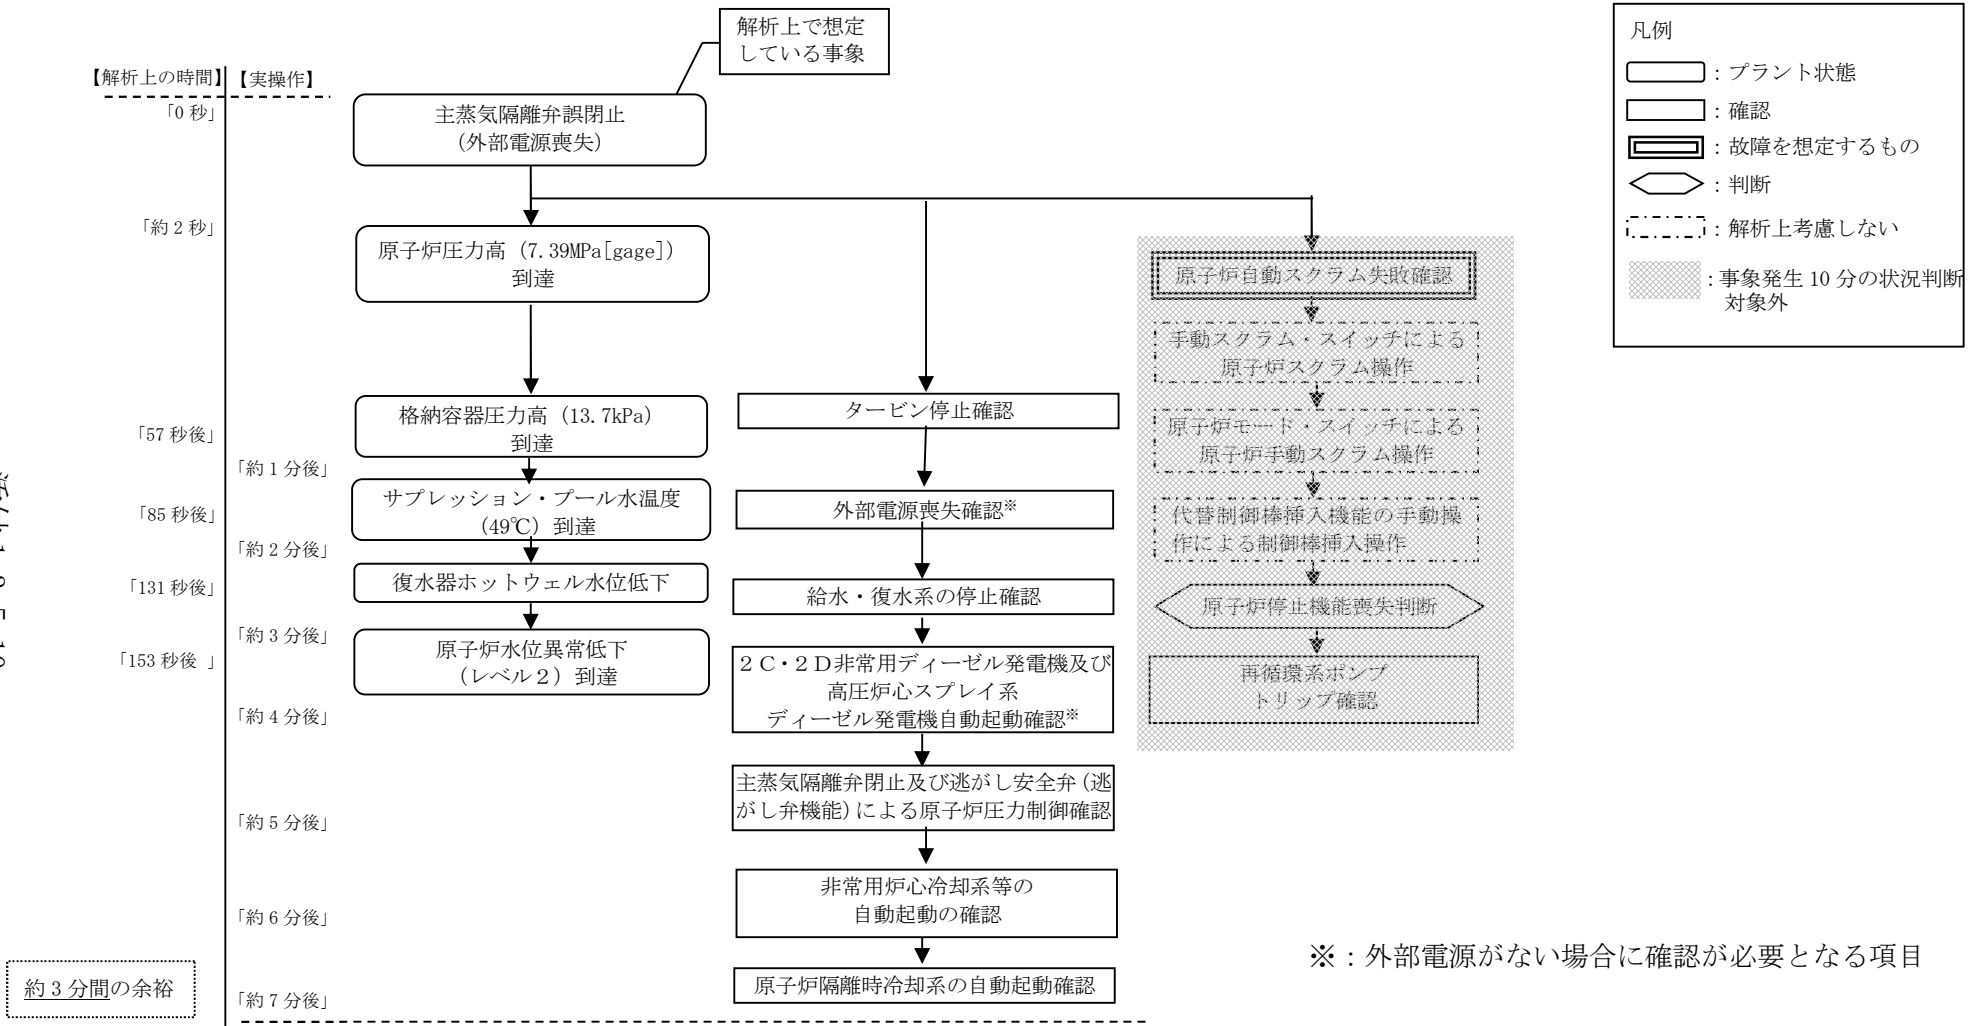 解析上で想定
している事象
【解析上の時間】
【実操作】
「0 秒」
主蒸気隔離弁誤閉止
（外部電源喪失）
「約 2 秒」
原子炉圧力高（7.39MPa[gage]）
到達
「57 秒後」
格納容器圧力高（13.7kPa）
到達
「約 1 分後」
「85 秒後」
サプレッション・プール水温度
（49℃）到達
「約 2 分後」
「131 秒後」
復水器ホットウェル水位低下
「約 3 分後」
「153 秒後 」
原子炉水位異常低下
（レベル２）到達
「約 4 分後」
「約 5 分後」
「約 6 分後」
「約 7 分後」
約 3 分間の余裕
タービン停止確認
外部電源喪失確認※
給水・復水系の停止確認
２Ｃ・２Ｄ非常用ディーゼル発電機及び
高圧炉心スプレイ系
ディーゼル発電機自動起動確認※
主蒸気隔離弁閉止及び逃がし安全弁（逃
がし弁機能）による原子炉圧力制御確認
非常用炉心冷却系等の
自動起動の確認
原子炉隔離時冷却系の自動起動確認
原子炉自動スクラム失敗確認
手動スクラム・スイッチによる
原子炉スクラム操作
原子炉モード・スイッチによる
原子炉手動スクラム操作
代替制御棒挿入機能の手動操
作による制御棒挿入操作
原子炉停止機能喪失判断
再循環系ポンプ
トリップ確認
凡例
：プラント状態
：確認
：故障を想定するもの
：判断
：解析上考慮しない
：事象発生 10 分の状況判断
対象外
※：外部電源がない場合に確認が必要となる項目